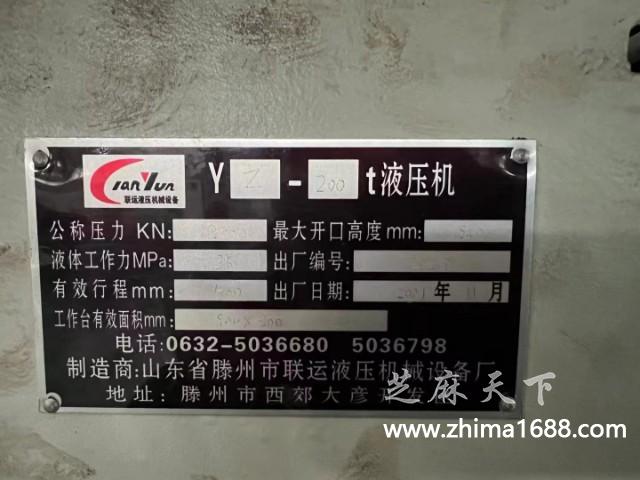 LianYun
联运液压机械设备
Y Z - 200 t 液压机
公称压力 KN: 最大开口高度 mm:
液体工作力MPa: 出厂编号:
有效行程mm: 出厂日期: 2021 年 11 月
工作台有效面积mm:
电话:0632-5036680 5036798
制造商:山东省滕州市联运液压机械设备厂
地址: 滕州市西郊大彦
芝麻天下
www.zhima1688.com